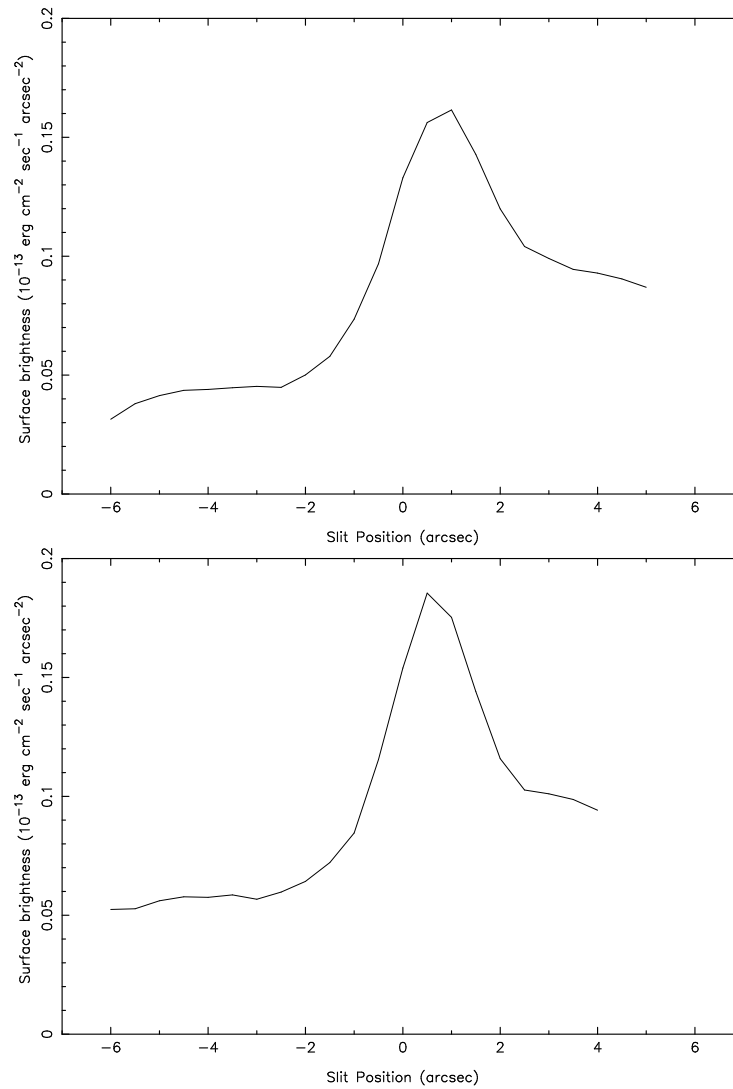 0.2
0.15
0.1
0.05
0
Surface brightness (10−13 erg cm−2 sec−1 arcsec−2)
−6 −4 −2 0 2 4 6
Slit Position (arcsec)
0.2
0.15
0.1
0.05
0
Surface brightness (10−13 erg cm−2 sec−1 arcsec−2)
−6 −4 −2 0 2 4 6
Slit Position (arcsec)